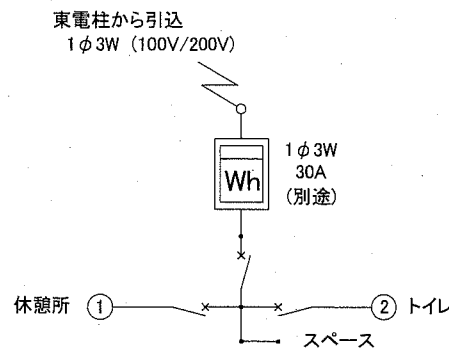 東電柱から引込
1φ3W (100V/200V)
1φ3W
30A
(別途)
Wh
休憩所 ① ② トイレ
スペース